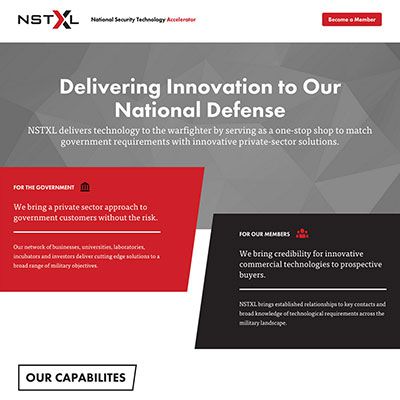 NSTXL
National Security Technology Accelerator
Become a Member
Delivering Innovation to Our
National Defense
NSTXL delivers technology to the warfighter by serving as a one-stop shop to match
government requirements with innovative private-sector solutions.
FOR THE GOVERNMENT
We bring a private sector approach to
government customers without the risk.
Our network of businesses, universities, laboratories,
incubators and investors deliver cutting edge solutions to a
broad range of military objectives.
FOR OUR MEMBERS
We bring credibility for innovative
commercial technologies to prospective
buyers.
NSTXL brings established relationships to key contacts and
broad knowledge of technological requirements across the
military landscape.
OUR CAPABILITES